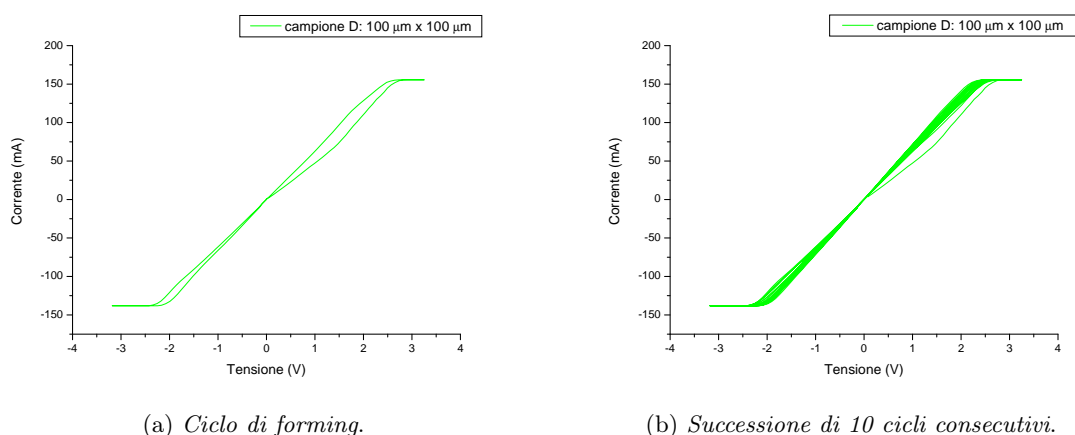 campione D: 100 μm x 100 μm
200
150
100
50
0
-50
-100
-150
Corrente (mA)
-4 -3 -2 -1 0 1 2 3 4
Tensione (V)
(a) Ciclo di forming.
campione D: 100 μm x 100 μm
200
150
100
50
0
-50
-100
-150
Corrente (mA)
-4 -3 -2 -1 0 1 2 3 4
Tensione (V)
(b) Successione di 10 cicli consecutivi.